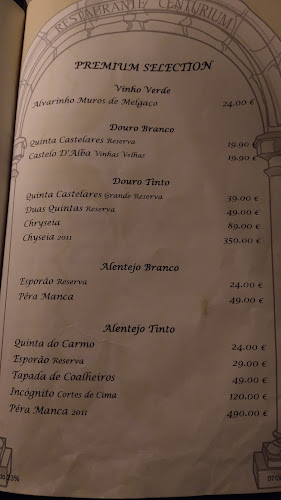 RESTAURANTE CENTURIUM
PREMIUM SELECTION
Vinho Verde
Alvarinho Muros de Melgaço 24.00 €
Douro Branco
Quinta Castelares Reserva 19.90 €
Castelo D'Alba Vinhas Velhas 19.90 €
Douro Tinto
Quinta Castelares Grande Reserva 39.00 €
Duas Quintas Reserva 49.00 €
Chryseia 89.00 €
Chyseia 2011 350.00 €
Alentejo Branco
Esporão Reserva 24.00 €
Pêra Manca 49.00 €
Alentejo Tinto
Quinta do Carmo 24.00 €
Esporão Reserva 29.00 €
Tapada de Coalheiros 49.00 €
Incógnito Cortes de Cima 120.00 €
Pêra Manca 2011 490.00 €
23%